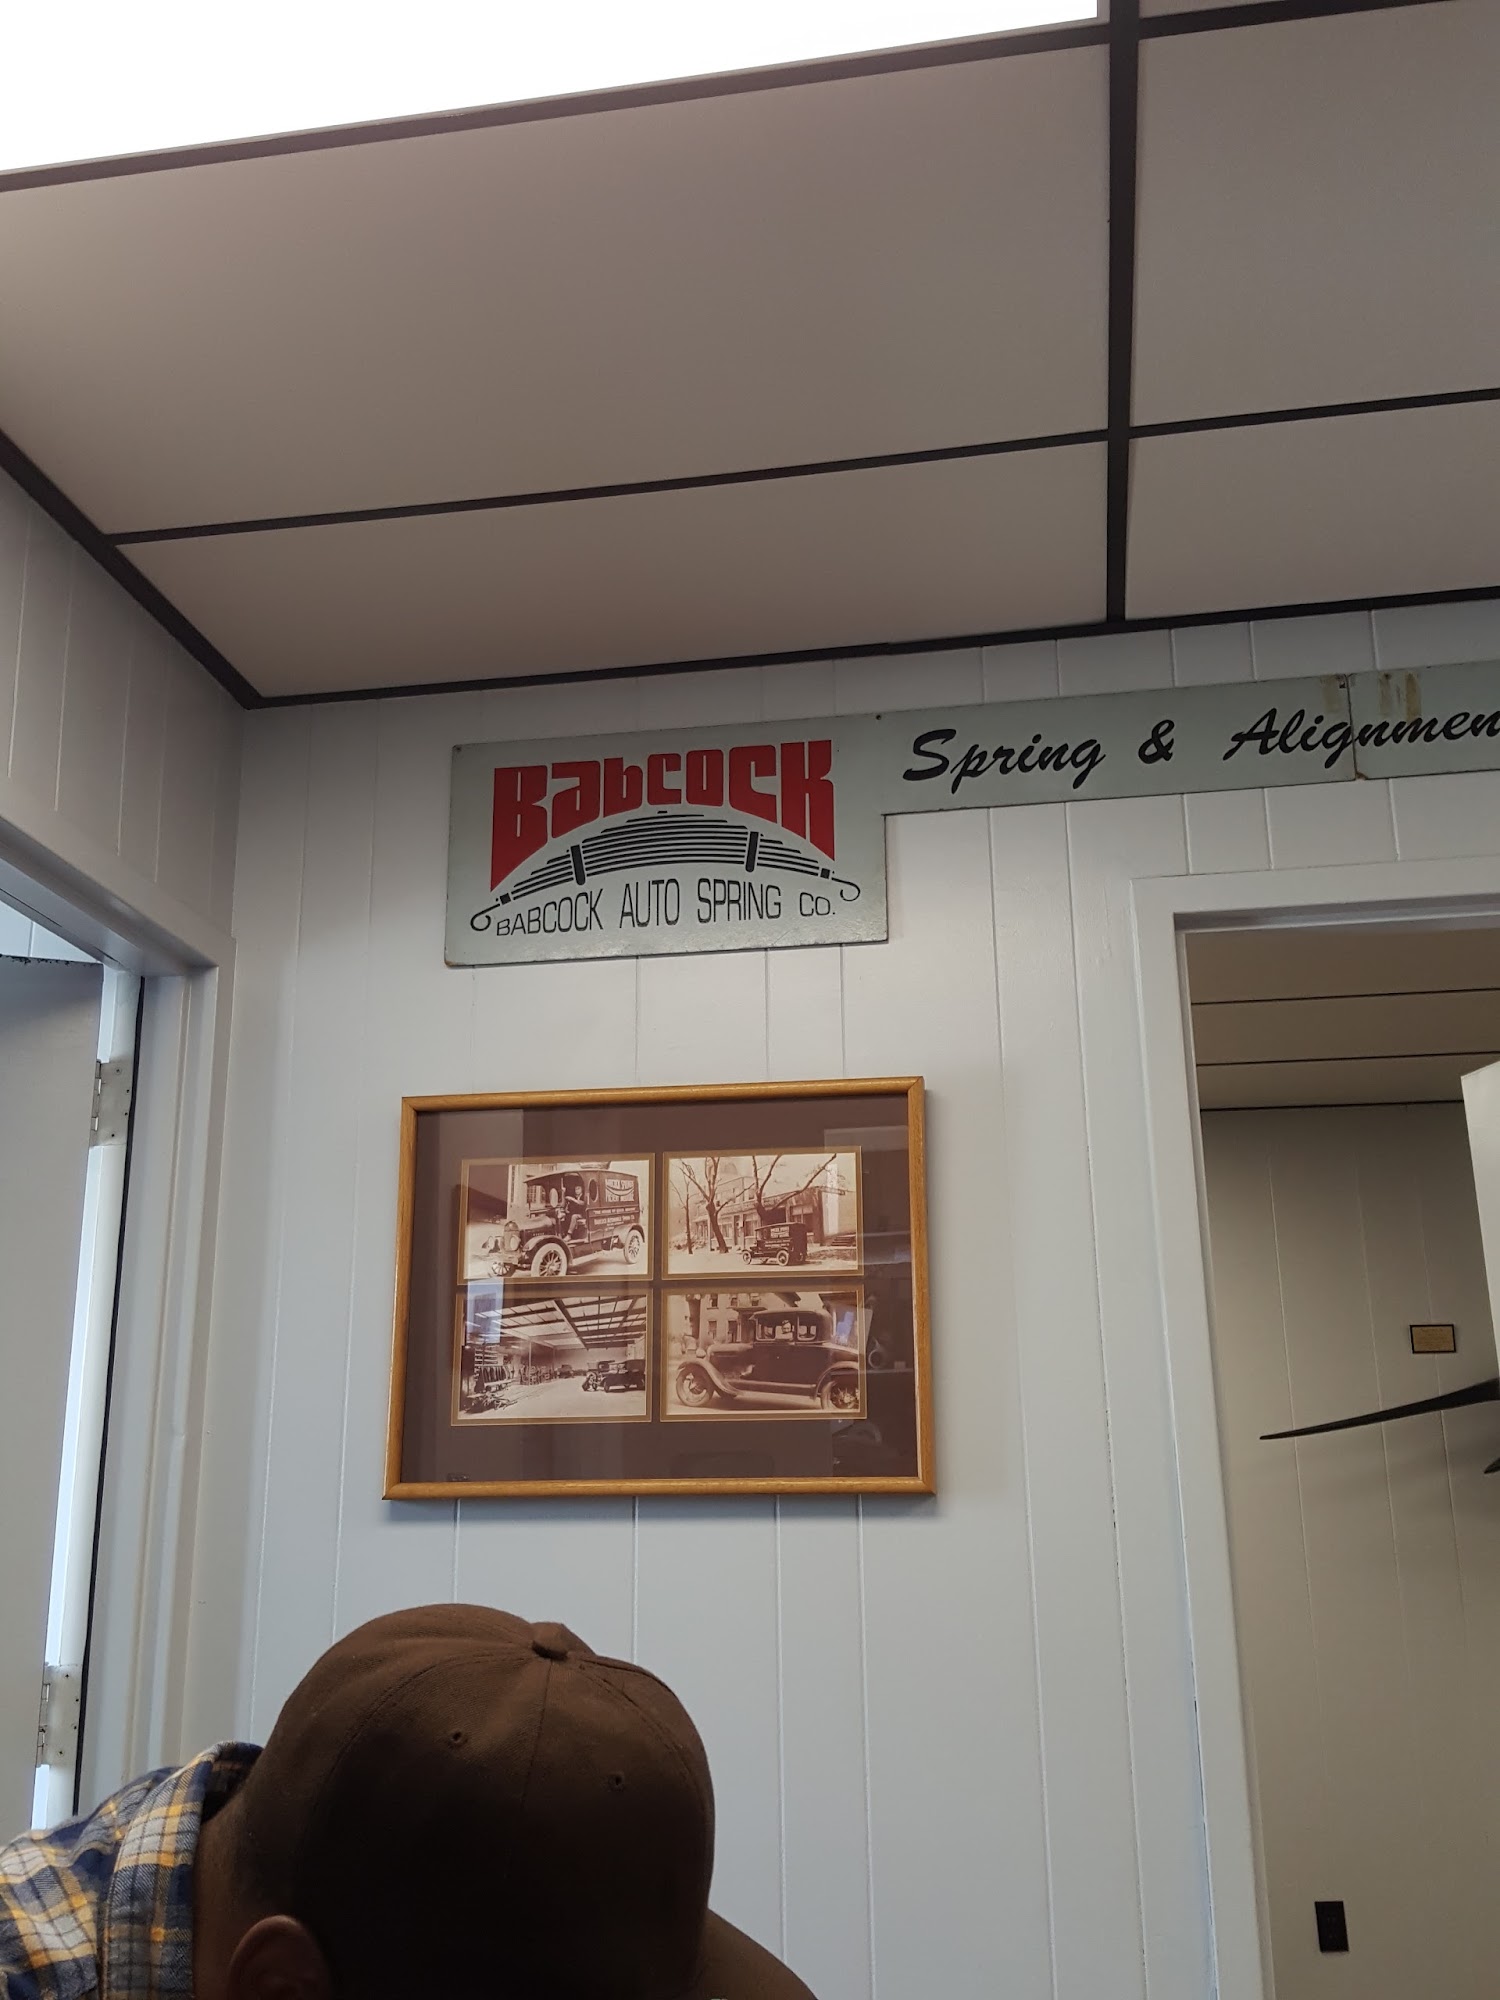 Babcock
BABCOCK AUTO SPRING CO.
Spring & Alignmen